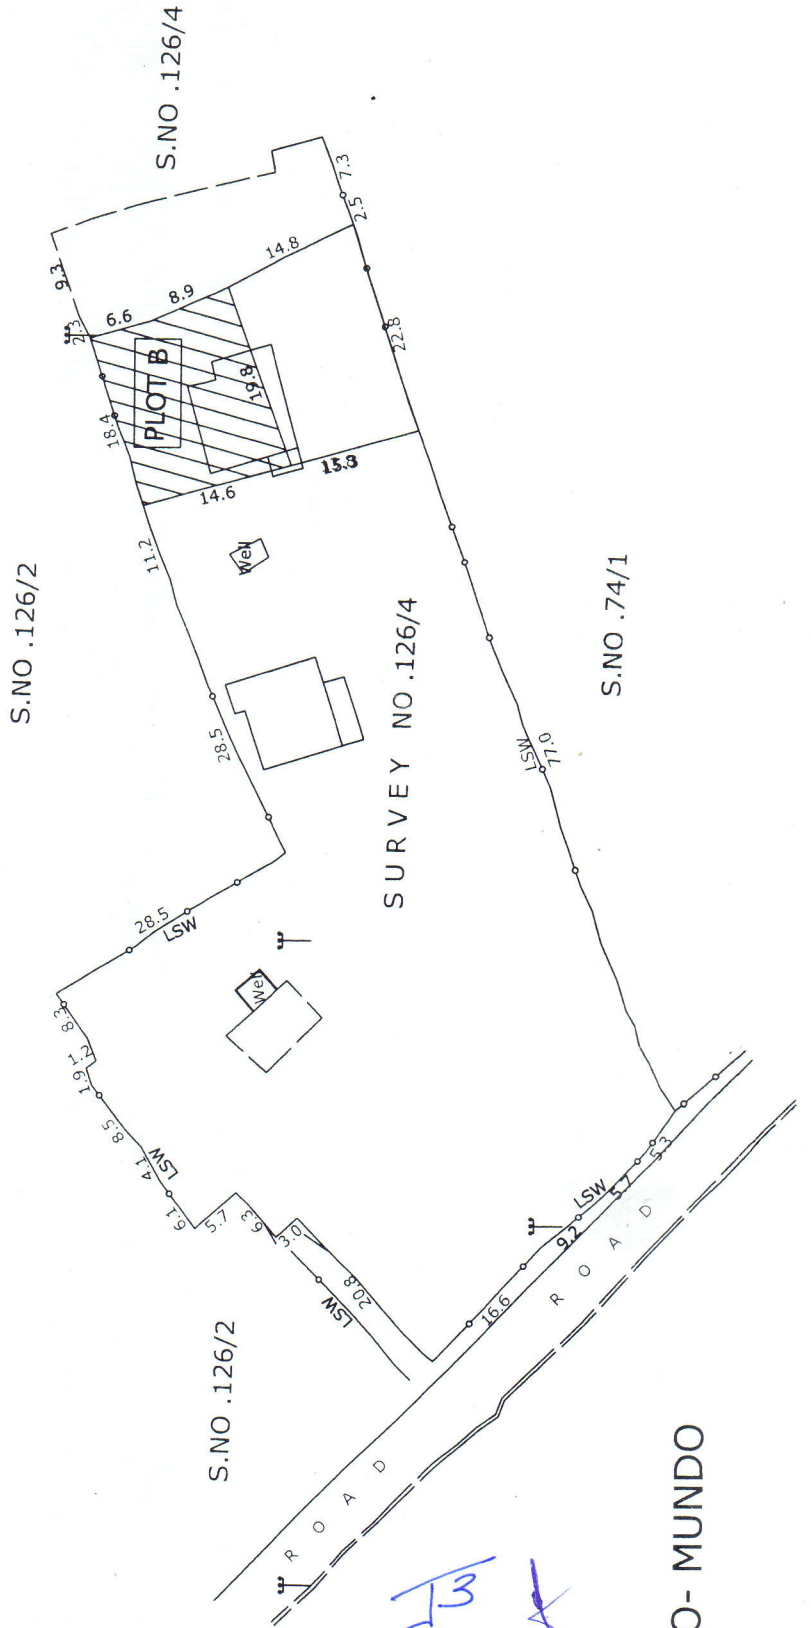 S.NO .126/4
9.3
2.3
6.6
8.9
14.8
7.3
2.5
22.8
PLOT B
18.4
19.8
14.6
11.2
Well
S.NO .126/2
28.5
SURVEY NO .126/4
S.NO .74/1
LSW
77.0
28.5
LSW
Well
8.3
1.2
1.9
8.5
4.1
LSW
6.1
5.7
6.3
3.0
20.8
LSW
S.NO .126/2
16.6
9.2
LSW
5.7
5.3
ROAD
ROAD
O- MUNDO